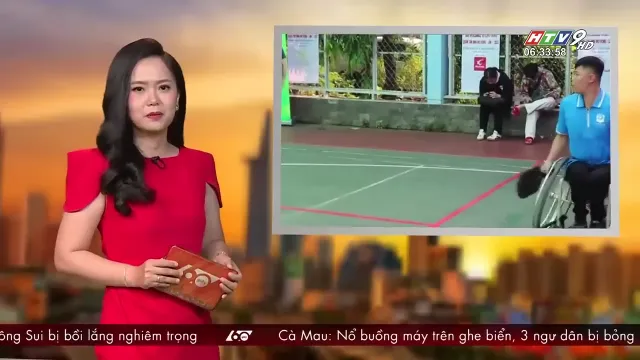 HTV9 HD
06:33:58
ông Sui bị bồi lắng nghiêm trọng 60 Cà Mau: Nổ buồng máy trên ghe biển, 3 ngư dân bị bỏng